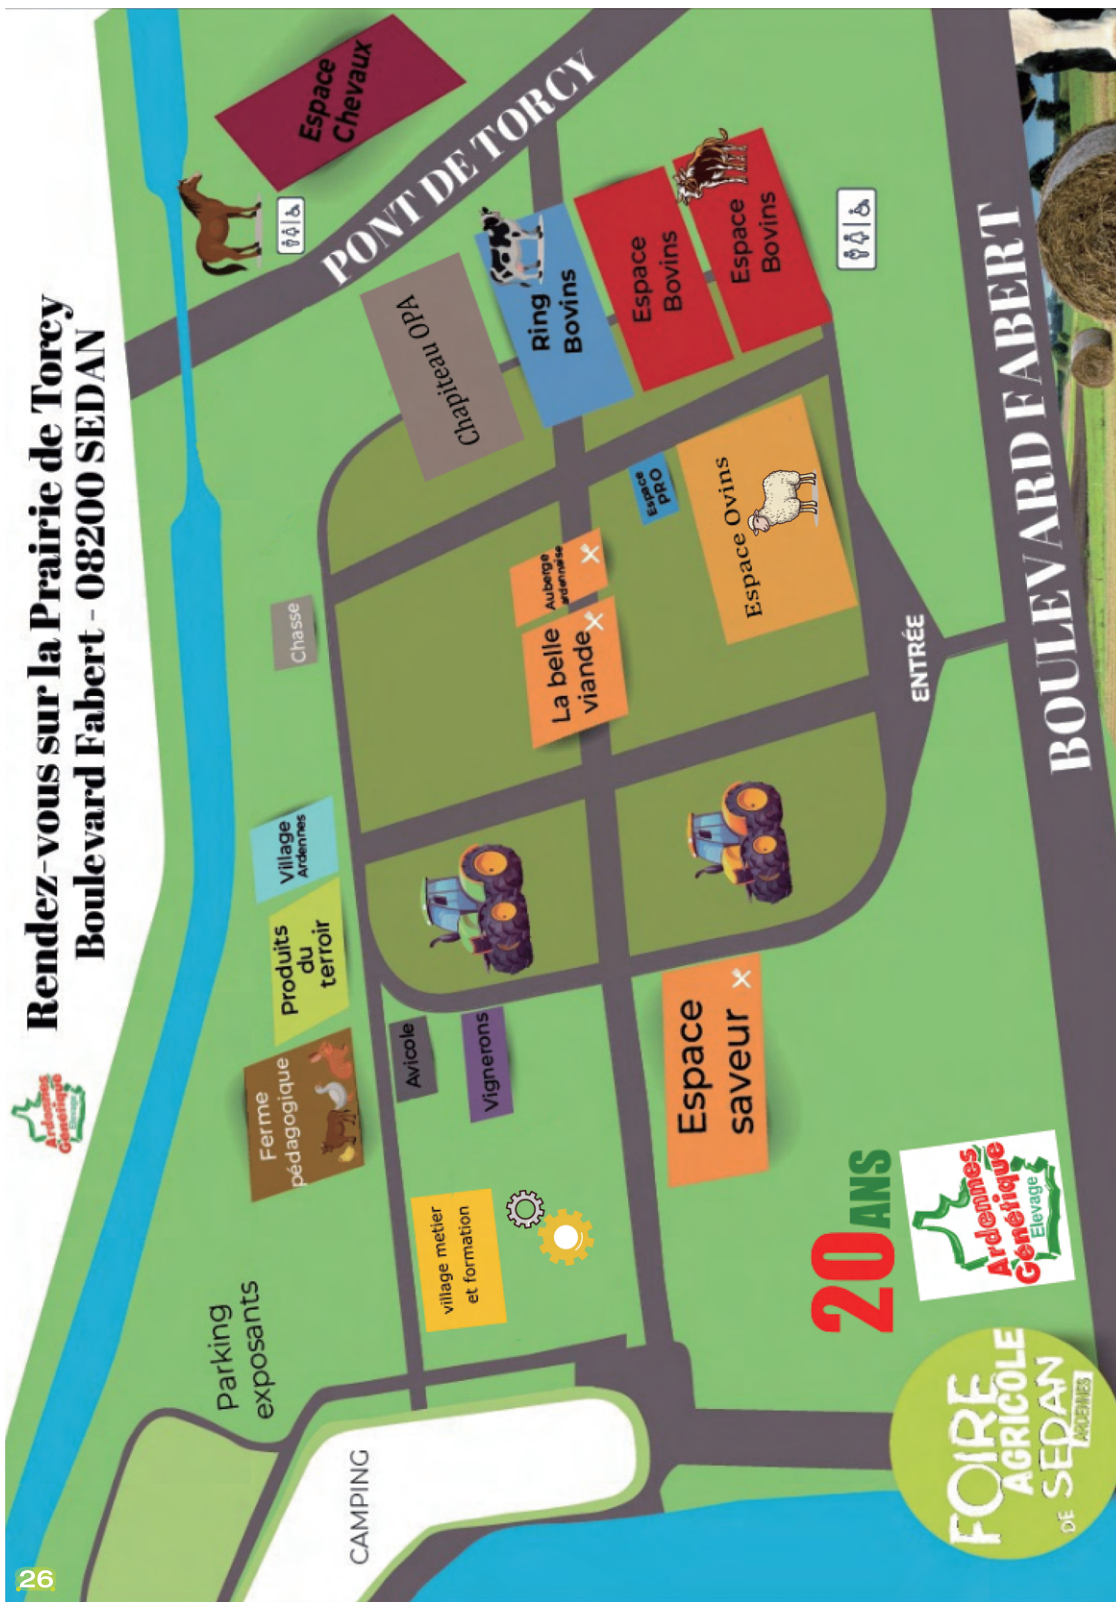 Rendez-vous sur la Prairie de Torcy
Boulevard Fabert - 08200 SEDAN
Ardennes
Génétique
Elevage
Espace
Chevaux
PONT DE TORCY
Chapiteau OPA
Ring
Bovins
Espace
Bovins
Espace
Bovins
Chasse
Auberge
ardennaise
La belle
viande
Espace
PRO
Espace Ovins
Village
Ardennes
Produits
du
terroir
Ferme
pédagogique
Avicole
Vignerons
Espace
saveur
village metier
et formation
Parking
exposants
CAMPING
ENTRÉE
BOULEVARD FABERT
20 ANS
Ardennes
Génétique
Elevage
FOIRE
AGRICOLE
DE SEDAN
ARDENNES
26